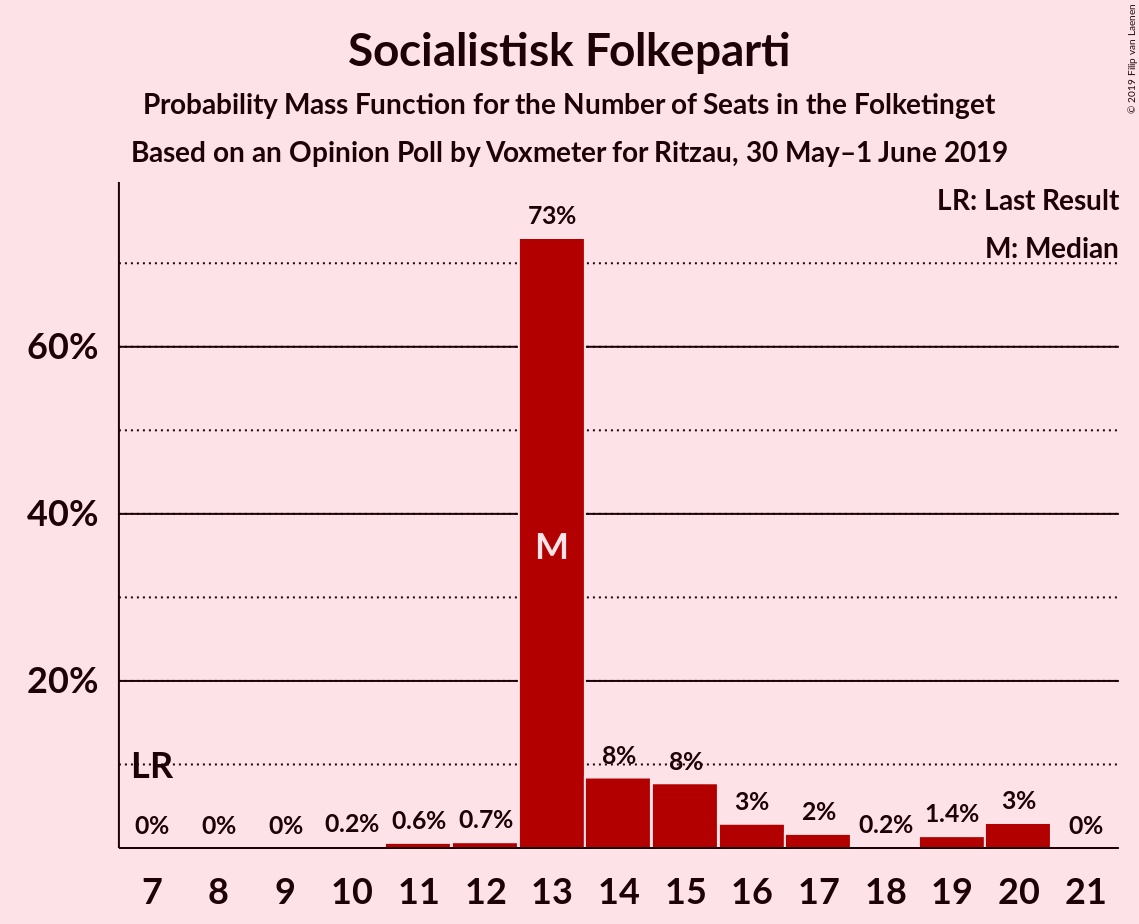 Socialistisk Folkeparti
Probability Mass Function for the Number of Seats in the Folketinget
Based on an Opinion Poll by Voxmeter for Ritzau, 30 May–1 June 2019
© 2019 Filip van Laenen
LR: Last Result
M: Median
73%
60%
40%
M
20%
LR
0% 0% 0% 0.2% 0.6% 0.7% 8% 8% 3% 2% 0.2% 1.4% 3% 0%
7 8 9 10 11 12 13 14 15 16 17 18 19 20 21